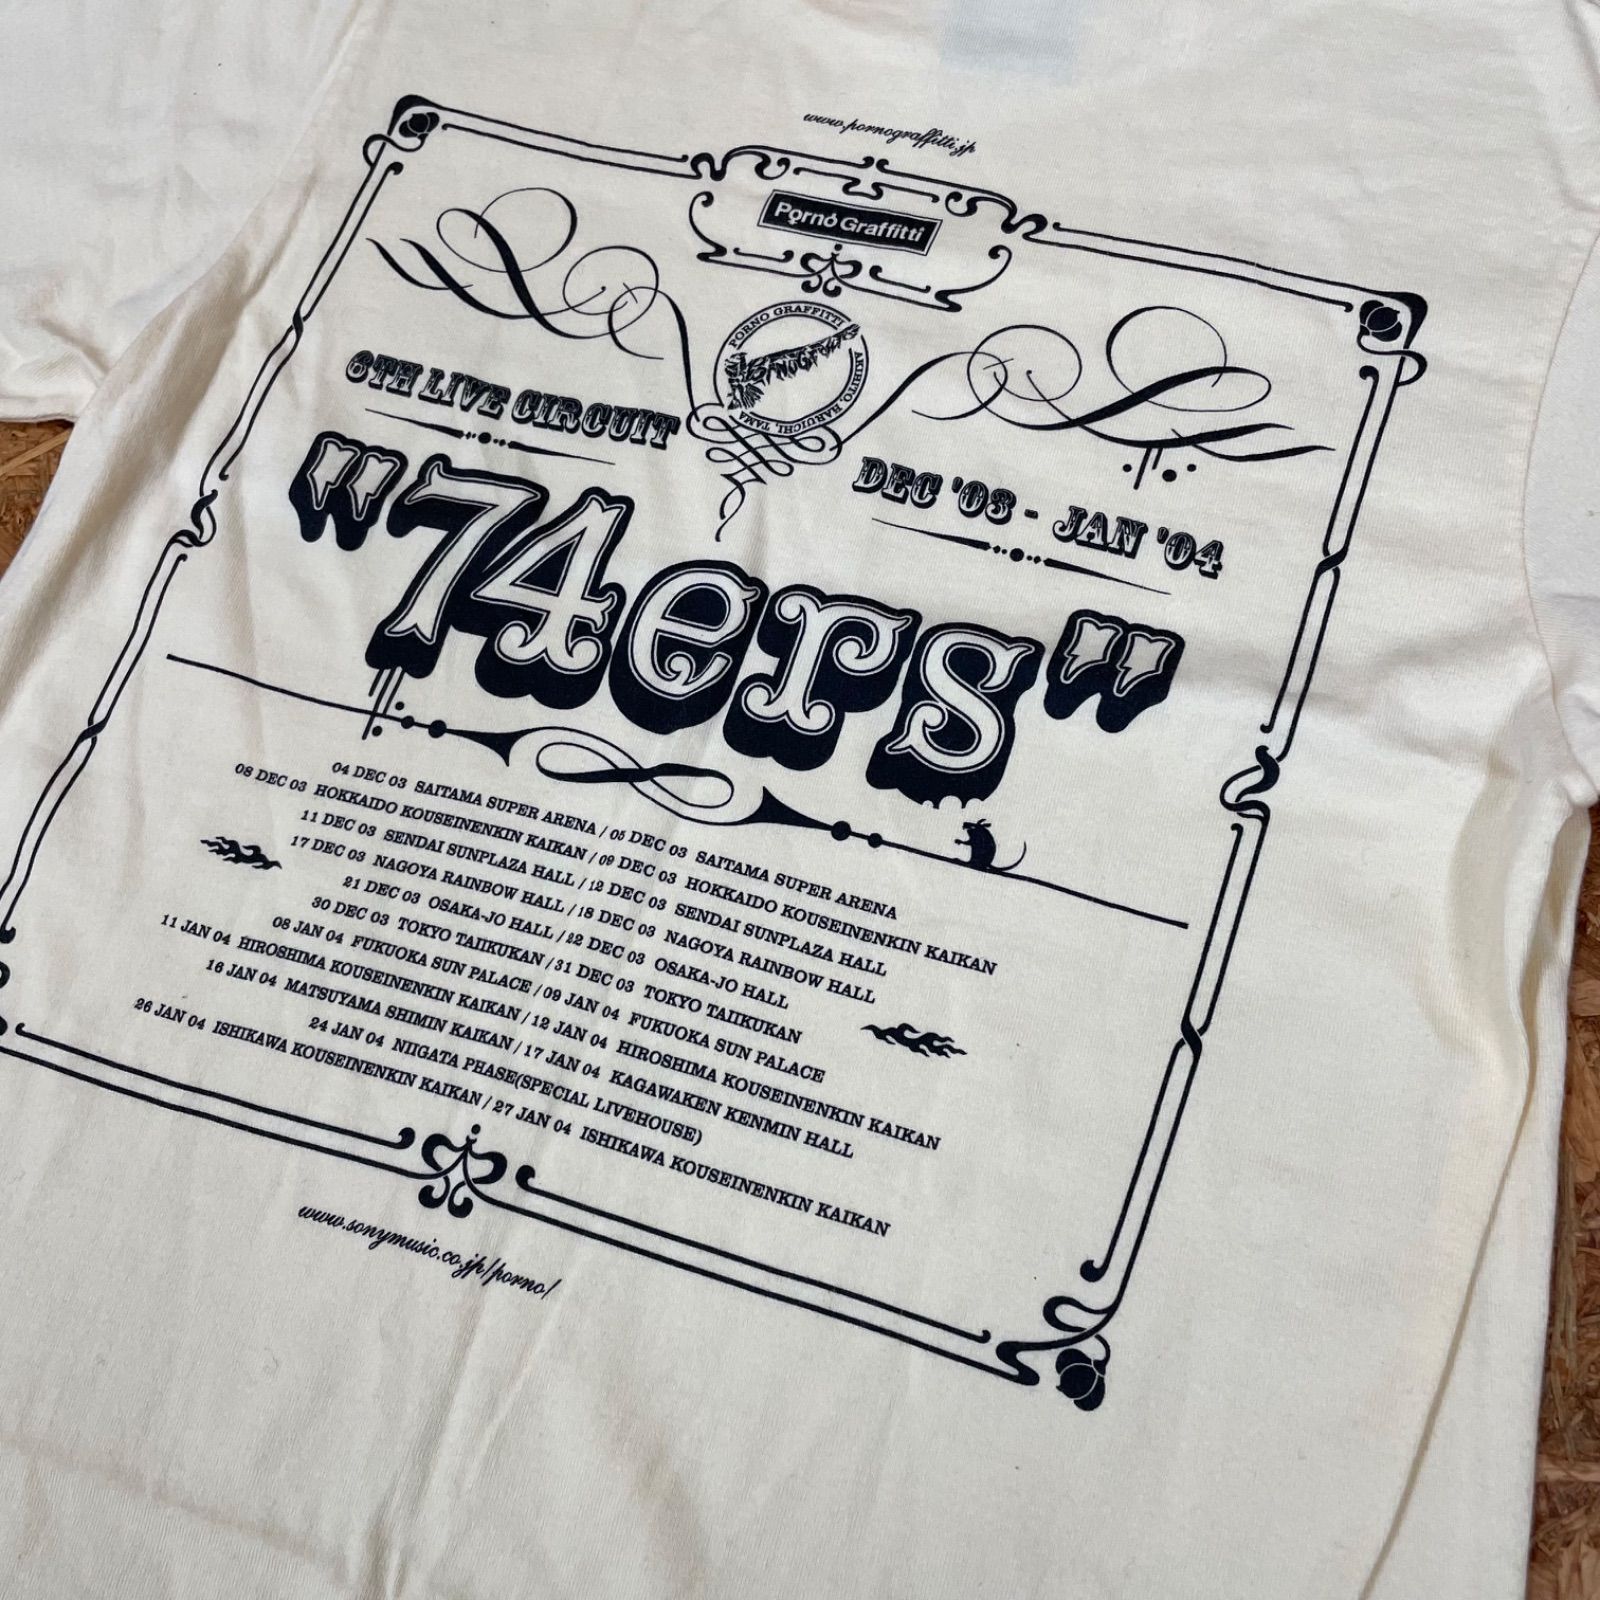 www.pornograffitti.jp
Pornó Graffitti
PORNO GRAFFITTI
AKIHITO, HARUICHI, TAMA
6TH LIVE CIRCUIT
DEC '03 - JAN '04
"74ers"
04 DEC 03 SAITAMA SUPER ARENA / 05 DEC 03 SAITAMA SUPER ARENA
08 DEC 03 HOKKAIDO KOUSEINENKIN KAIKAN / 09 DEC 03 HOKKAIDO KOUSEINENKIN KAIKAN
11 DEC 03 SENDAI SUNPLAZA HALL / 12 DEC 03 SENDAI SUNPLAZA HALL
17 DEC 03 NAGOYA RAINBOW HALL / 18 DEC 03 NAGOYA RAINBOW HALL
21 DEC 03 OSAKA-JO HALL / 22 DEC 03 OSAKA-JO HALL
30 DEC 03 TOKYO TAIIKUKAN / 31 DEC 03 TOKYO TAIIKUKAN
08 JAN 04 FUKUOKA SUN PALACE / 09 JAN 04 FUKUOKA SUN PALACE
11 JAN 04 HIROSHIMA KOUSEINENKIN KAIKAN / 12 JAN 04 HIROSHIMA KOUSEINENKIN KAIKAN
16 JAN 04 MATSUYAMA SHIMIN KAIKAN / 17 JAN 04 KAGAWAKEN KENMIN HALL
24 JAN 04 NIIGATA PHASE(SPECIAL LIVEHOUSE)
26 JAN 04 ISHIKAWA KOUSEINENKIN KAIKAN / 27 JAN 04 ISHIKAWA KOUSEINENKIN KAIKAN
www.sonymusic.co.jp/porno/